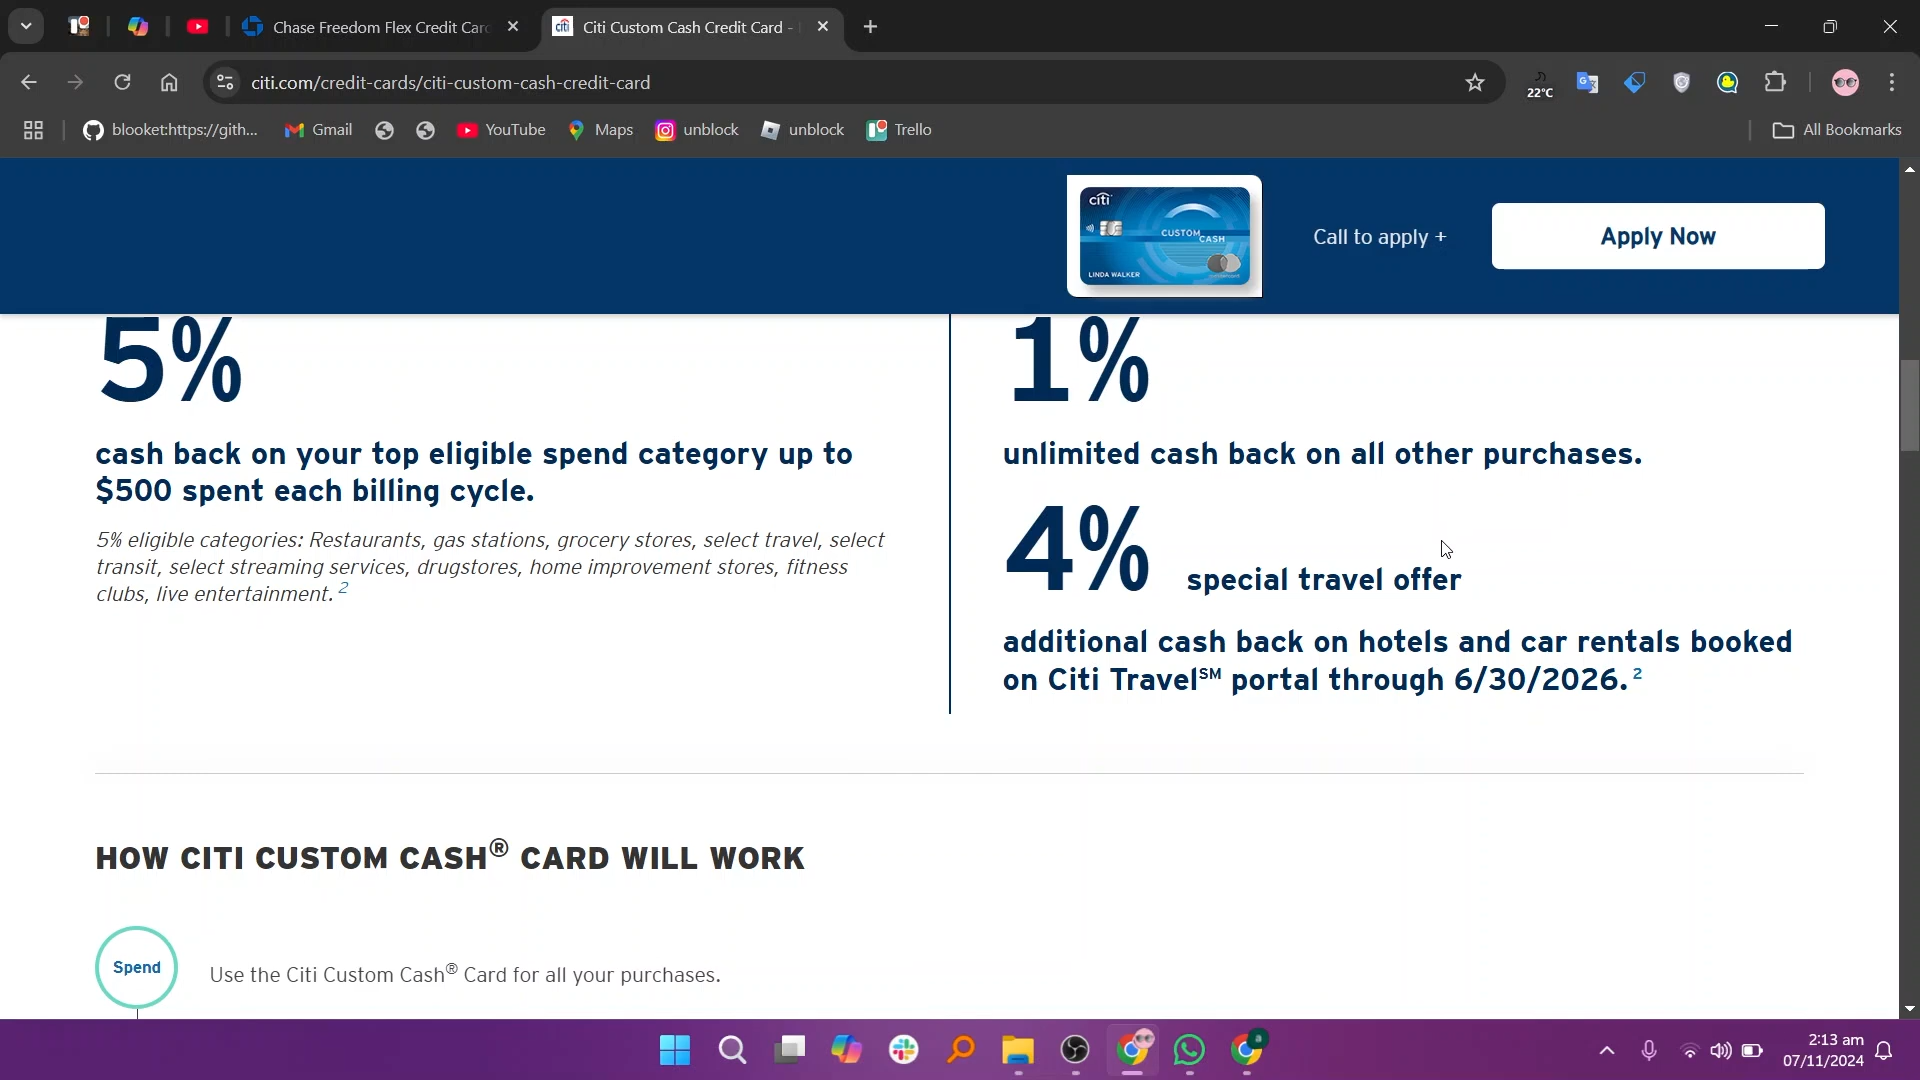 Chase Freedom Flex Credit Card
Citi Custom Cash Credit Card -
citi.com/credit-cards/citi-custom-cash-credit-card
22°C
blooket:https://gith...
Gmail
YouTube
Maps
unblock
unblock
Trello
All Bookmarks
citi
CUSTOM
CASH
LINDA WALKER
Call to apply +
Apply Now
5%
cash back on your top eligible spend category up to
$500 spent each billing cycle.
5% eligible categories: Restaurants, gas stations, grocery stores, select travel, select
transit, select streaming services, drugstores, home improvement stores, fitness
clubs, live entertainment. 2
1%
unlimited cash back on all other purchases.
4% special travel offer
additional cash back on hotels and car rentals booked
on Citi Travel℠ portal through 6/30/2026. 2
HOW CITI CUSTOM CASH® CARD WILL WORK
Spend
Use the Citi Custom Cash® Card for all your purchases.
2:13 am
07/11/2024